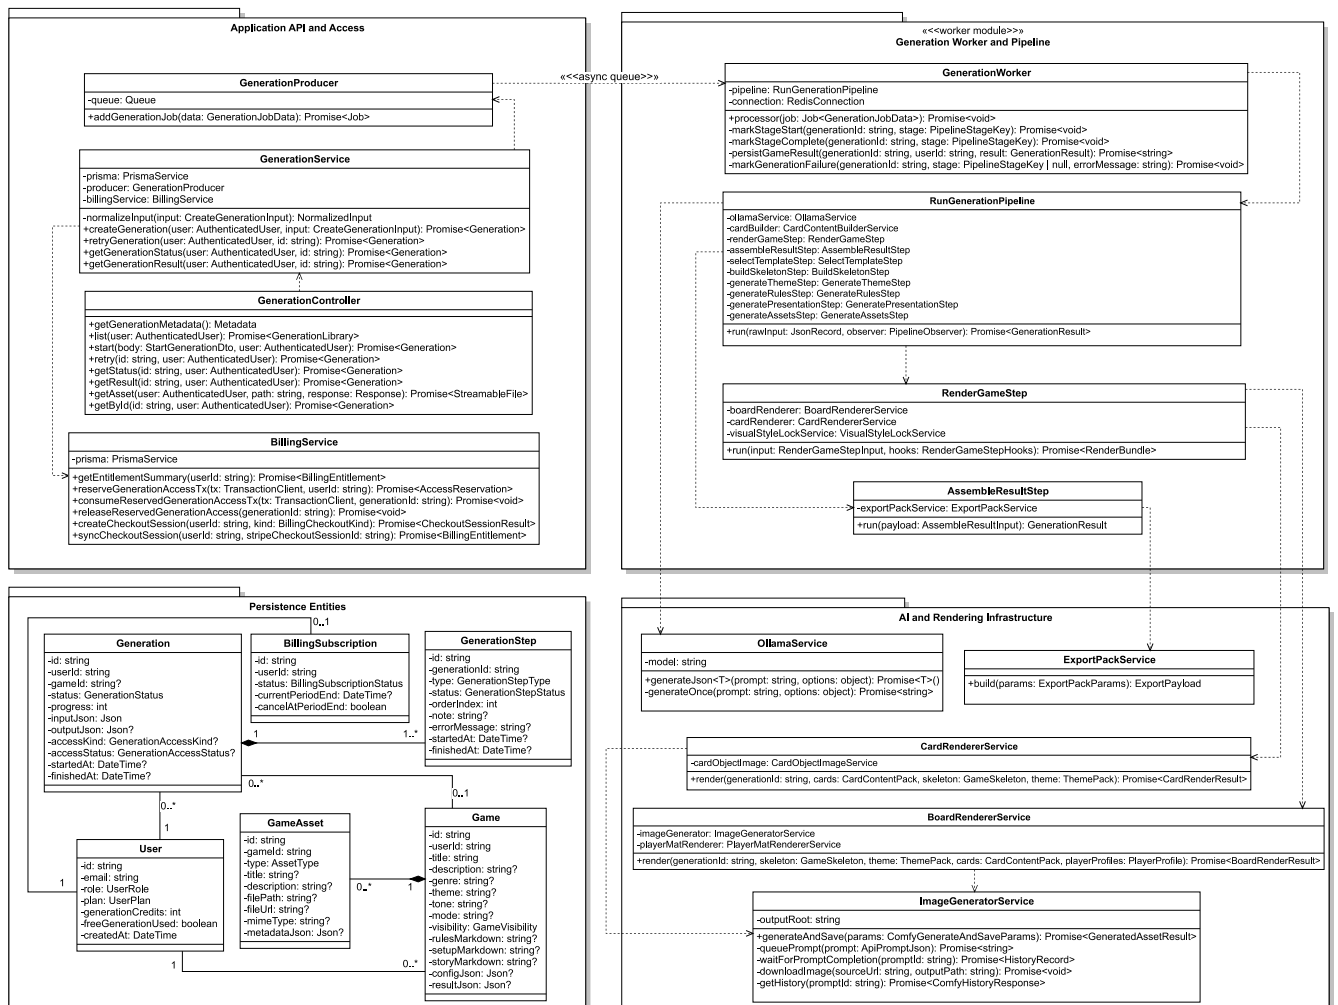 Application API and Access
GenerationProducer
-queue: Queue
+addGenerationJob(data: GenerationJobData): Promise<Job>
GenerationService
-prisma: PrismaService
-producer: GenerationProducer
-billingService: BillingService
-normalizeInput(input: CreateGenerationInput): NormalizedInput
+createGeneration(user: AuthenticatedUser, input: CreateGenerationInput): Promise<Generation>
+retryGeneration(user: AuthenticatedUser, id: string): Promise<Generation>
+getGenerationStatus(user: AuthenticatedUser, id: string): Promise<Generation>
+getGenerationResult(user: AuthenticatedUser, id: string): Promise<Generation>
GenerationController
+getGenerationMetadata(): Metadata
+list(user: AuthenticatedUser): Promise<GenerationLibrary>
+start(body: StartGenerationDto, user: AuthenticatedUser): Promise<Generation>
+retry(id: string, user: AuthenticatedUser): Promise<Generation>
+getStatus(id: string, user: AuthenticatedUser): Promise<Generation>
+getResult(id: string, user: AuthenticatedUser): Promise<Generation>
+getAsset(user: AuthenticatedUser, path: string, response: Response): Promise<StreamableFile>
+getById(id: string, user: AuthenticatedUser): Promise<Generation>
BillingService
-prisma: PrismaService
+getEntitlementSummary(userId: string): Promise<BillingEntitlement>
+reserveGenerationAccessTx(tx: TransactionClient, userId: string): Promise<AccessReservation>
+consumeReservedGenerationAccessTx(tx: TransactionClient, generationId: string): Promise<void>
+releaseReservedGenerationAccess(generationId: string): Promise<void>
+createCheckoutSession(userId: string, kind: BillingCheckoutKind): Promise<CheckoutSessionResult>
+syncCheckoutSession(userId: string, stripeCheckoutSessionId: string): Promise<BillingEntitlement>
«<<async queue>>»
«<<worker module>>»
Generation Worker and Pipeline
GenerationWorker
-pipeline: RunGenerationPipeline
-connection: RedisConnection
+processor(job: Job<GenerationJobData>): Promise<void>
-markStageStart(generationId: string, stage: PipelineStageKey): Promise<void>
-markStageComplete(generationId: string, stage: PipelineStageKey): Promise<void>
-persistGameResult(generationId: string, userId: string, result: GenerationResult): Promise<string>
-markGenerationFailure(generationId: string, stage: PipelineStageKey | null, errorMessage: string): Promise<void>
RunGenerationPipeline
-ollamaService: OllamaService
-cardBuilder: CardContentBuilderService
-renderGameStep: RenderGameStep
-assembleResultStep: AssembleResultStep
-selectTemplateStep: SelectTemplateStep
-buildSkeletonStep: BuildSkeletonStep
-generateThemeStep: GenerateThemeStep
-generateRulesStep: GenerateRulesStep
-generatePresentationStep: GeneratePresentationStep
-generateAssetsStep: GenerateAssetsStep
+run(rawInput: JsonRecord, observer: PipelineObserver): Promise<GenerationResult>
RenderGameStep
-boardRenderer: BoardRendererService
-cardRenderer: CardRendererService
-visualStyleLockService: VisualStyleLockService
+run(input: RenderGameStepInput, hooks: RenderGameStepHooks): Promise<RenderBundle>
AssembleResultStep
-exportPackService: ExportPackService
+run(payload: AssembleResultInput): GenerationResult
Persistence Entities
0..1
Generation
-id: string
-userId: string
-gameId: string?
-status: GenerationStatus
-progress: int
-inputJson: Json
-outputJson: Json?
-accessKind: GenerationAccessKind?
-accessStatus: GenerationAccessStatus?
-startedAt: DateTime?
-finishedAt: DateTime?
BillingSubscription
-id: string
-userId: string
-status: BillingSubscriptionStatus
-currentPeriodEnd: DateTime?
-cancelAtPeriodEnd: boolean
GenerationStep
-id: string
-generationId: string
-type: GenerationStepType
-status: GenerationStepStatus
-orderIndex: int
-note: string?
-errorMessage: string?
-startedAt: DateTime?
-finishedAt: DateTime?
1
1..*
0..*
0..1
0..*
1
User
-id: string
-email: string
-role: UserRole
-plan: UserPlan
-generationCredits: int
-freeGenerationUsed: boolean
-createdAt: DateTime
1
1
0..*
GameAsset
-id: string
-gameId: string
-type: AssetType
-title: string?
-description: string?
-filePath: string?
-fileUrl: string?
-mimeType: string?
-metadataJson: Json?
0..*
1
Game
-id: string
-userId: string
-title: string
-description: string?
-genre: string?
-theme: string?
-tone: string?
-mode: string?
-visibility: GameVisibility
-rulesMarkdown: string?
-setupMarkdown: string?
-storyMarkdown: string?
-configJson: Json?
-resultJson: Json?
AI and Rendering Infrastructure
OllamaService
-model: string
+generateJson<T>(prompt: string, options: object): Promise<T>()
-generateOnce(prompt: string, options: object): Promise<string>
ExportPackService
+build(params: ExportPackParams): ExportPayload
CardRendererService
-cardObjectImage: CardObjectImageService
+render(generationId: string, cards: CardContentPack, skeleton: GameSkeleton, theme: ThemePack): Promise<CardRenderResult>
BoardRendererService
-imageGenerator: ImageGeneratorService
-playerMatRenderer: PlayerMatRendererService
+render(generationId: string, skeleton: GameSkeleton, theme: ThemePack, cards: CardContentPack, playerProfiles: PlayerProfile): Promise<BoardRenderResult>
ImageGeneratorService
-outputRoot: string
+generateAndSave(params: ComfyGenerateAndSaveParams): Promise<GeneratedAssetResult>
-queuePrompt(prompt: ApiPromptJson): Promise<string>
-waitForPromptCompletion(promptId: string): Promise<HistoryRecord>
-downloadImage(sourceUrl: string, outputPath: string): Promise<void>
-getHistory(promptId: string): Promise<ComfyHistoryResponse>